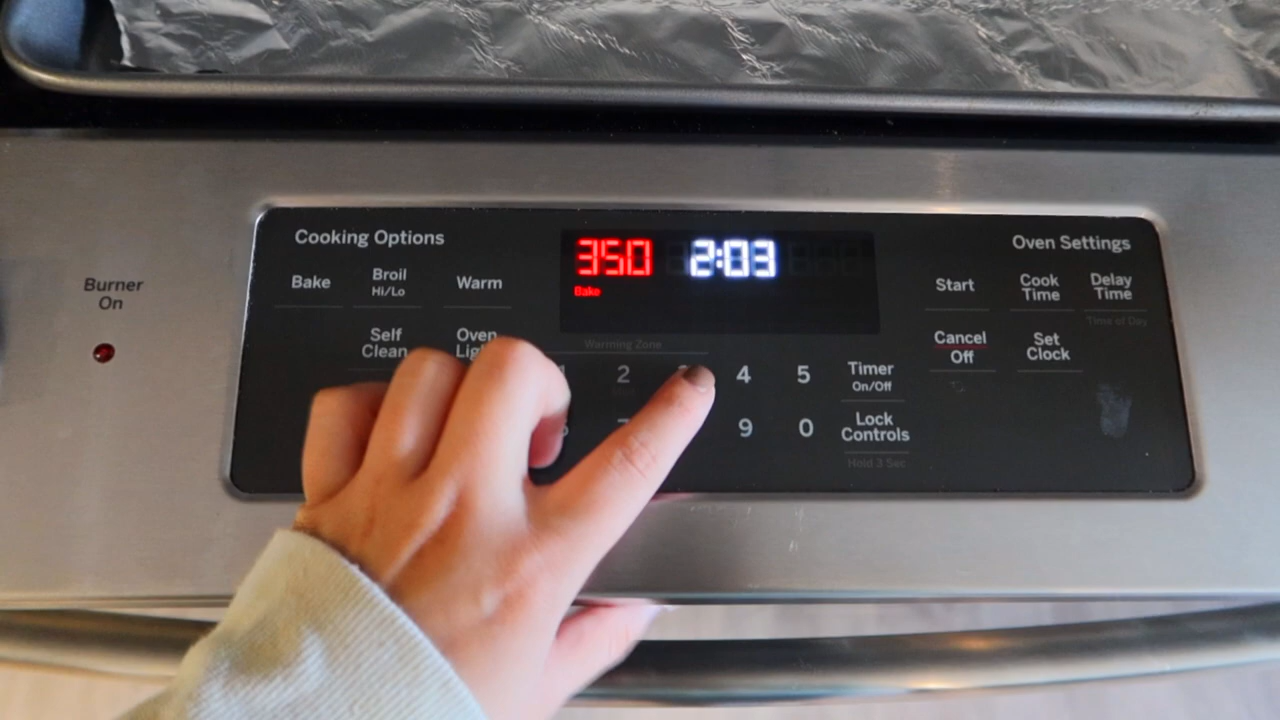 Cooking Options
Oven Settings
Burner
On
Bake
Broil
Hi/Lo
Warm
350
2:03
Bake
Start
Cook
Time
Delay
Time
Time of Day
Self
Clean
Oven
Warming Zone
Cancel
Off
Set
Clock
2 4 5
Timer
On/Off
9 0
Lock
Controls
Hold 3 Sec